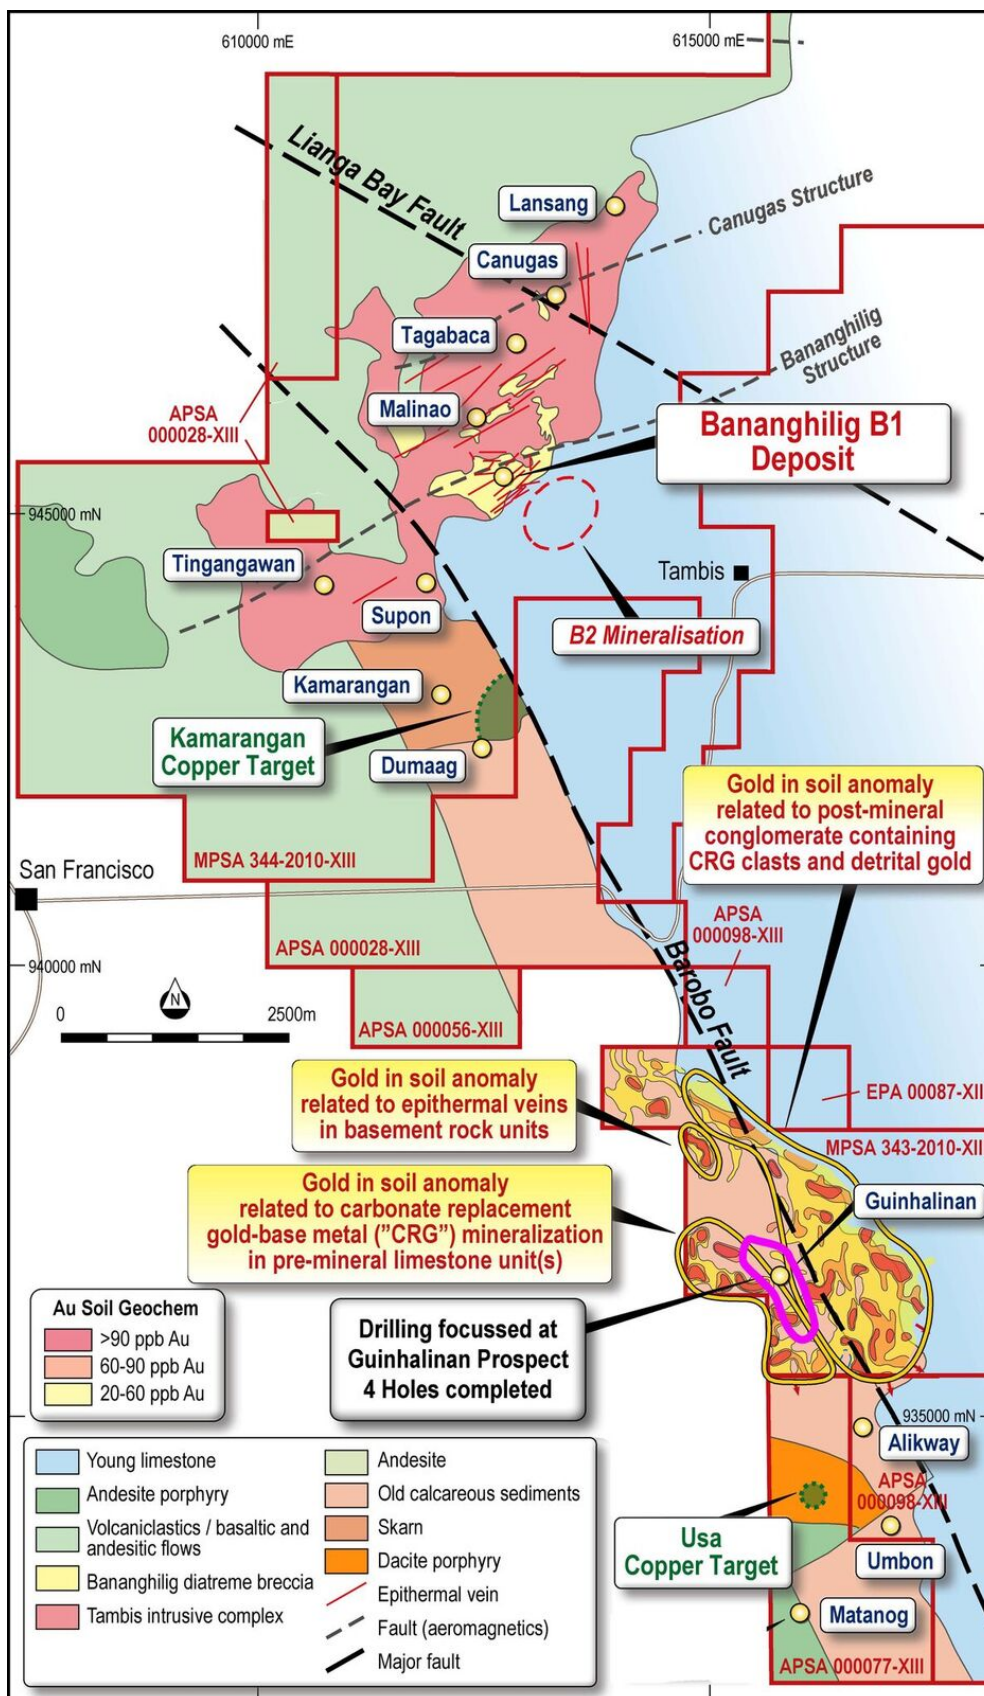 610000 mE
615000 mE
Lianga Bay Fault
Lansang
Canugas Structure
Canugas
Tagabaca
Bananghilig
Structure
APSA
000028-XIII
Malinao
Bananghilig B1
Deposit
945000 mN
Tingangawan
Tambis
Supon
B2 Mineralisation
Kamarangan
Kamarangan
Copper Target
Dumaag
Gold in soil anomaly
related to post-mineral
conglomerate containing
CRG clasts and detrital gold
MPSA 344-2010-XIII
San Francisco
APSA
000098-XIII
APSA 000028-XIII
Barobo Fault
940000 mN
N
0
2500m
APSA 000056-XIII
Gold in soil anomaly
related to epithermal veins
in basement rock units
EPA 00087-XII
MPSA 343-2010-XII
Gold in soil anomaly
related to carbonate replacement
gold-base metal ("CRG") mineralization
in pre-mineral limestone unit(s)
Guinhalinan
Au Soil Geochem
>90 ppb Au
60-90 ppb Au
20-60 ppb Au
Drilling focussed at
Guinhalinan Prospect
4 Holes completed
935000 mN
Alikway
APSA
000098-XIII
Young limestone
Andesite porphyry
Volcaniclastics / basaltic and
andesitic flows
Bananghilig diatreme breccia
Tambis intrusive complex
Andesite
Old calcareous sediments
Skarn
Dacite porphyry
Epithermal vein
Fault (aeromagnetics)
Major fault
Usa
Copper Target
Umbon
Matanog
APSA 000077-XIII